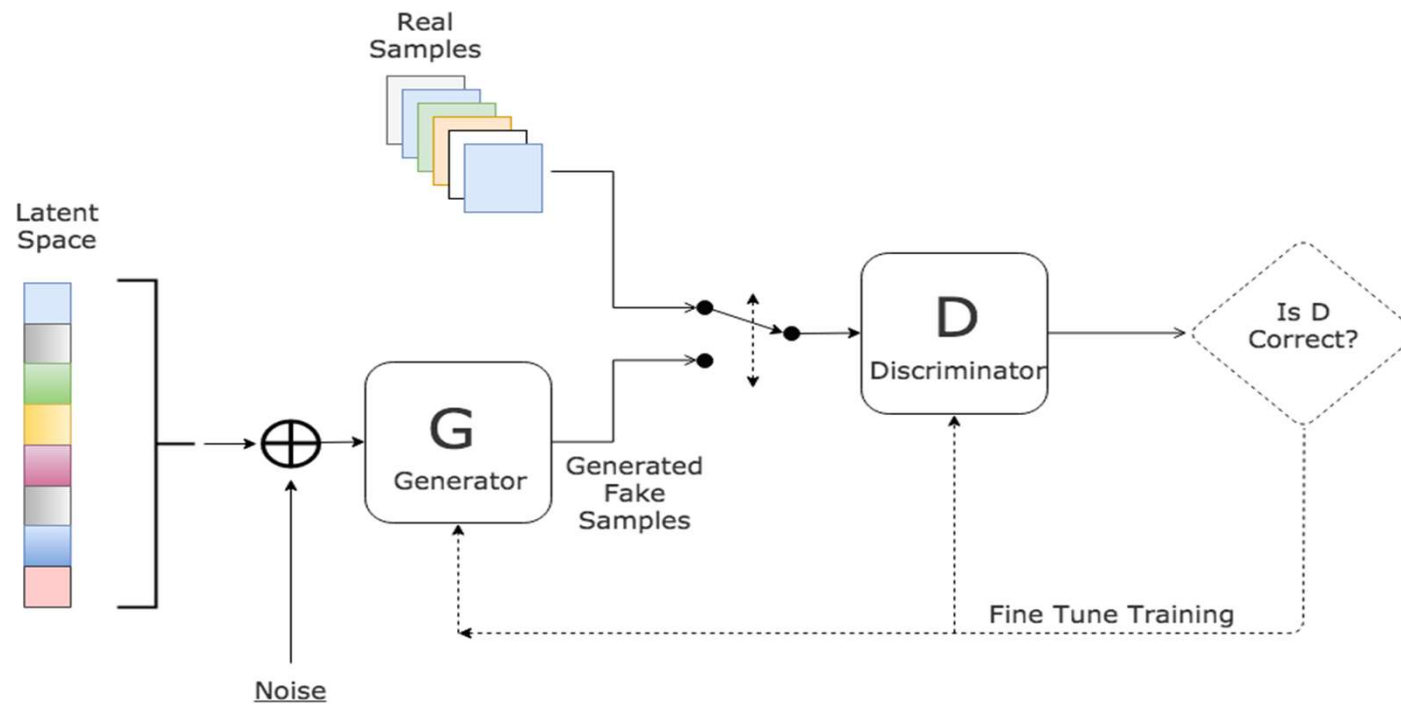 Real
Samples
Latent
Space
Is D
Correct?
D
Discriminator
G
Generator
Generated
Fake
Samples
Fine Tune Training
Noise